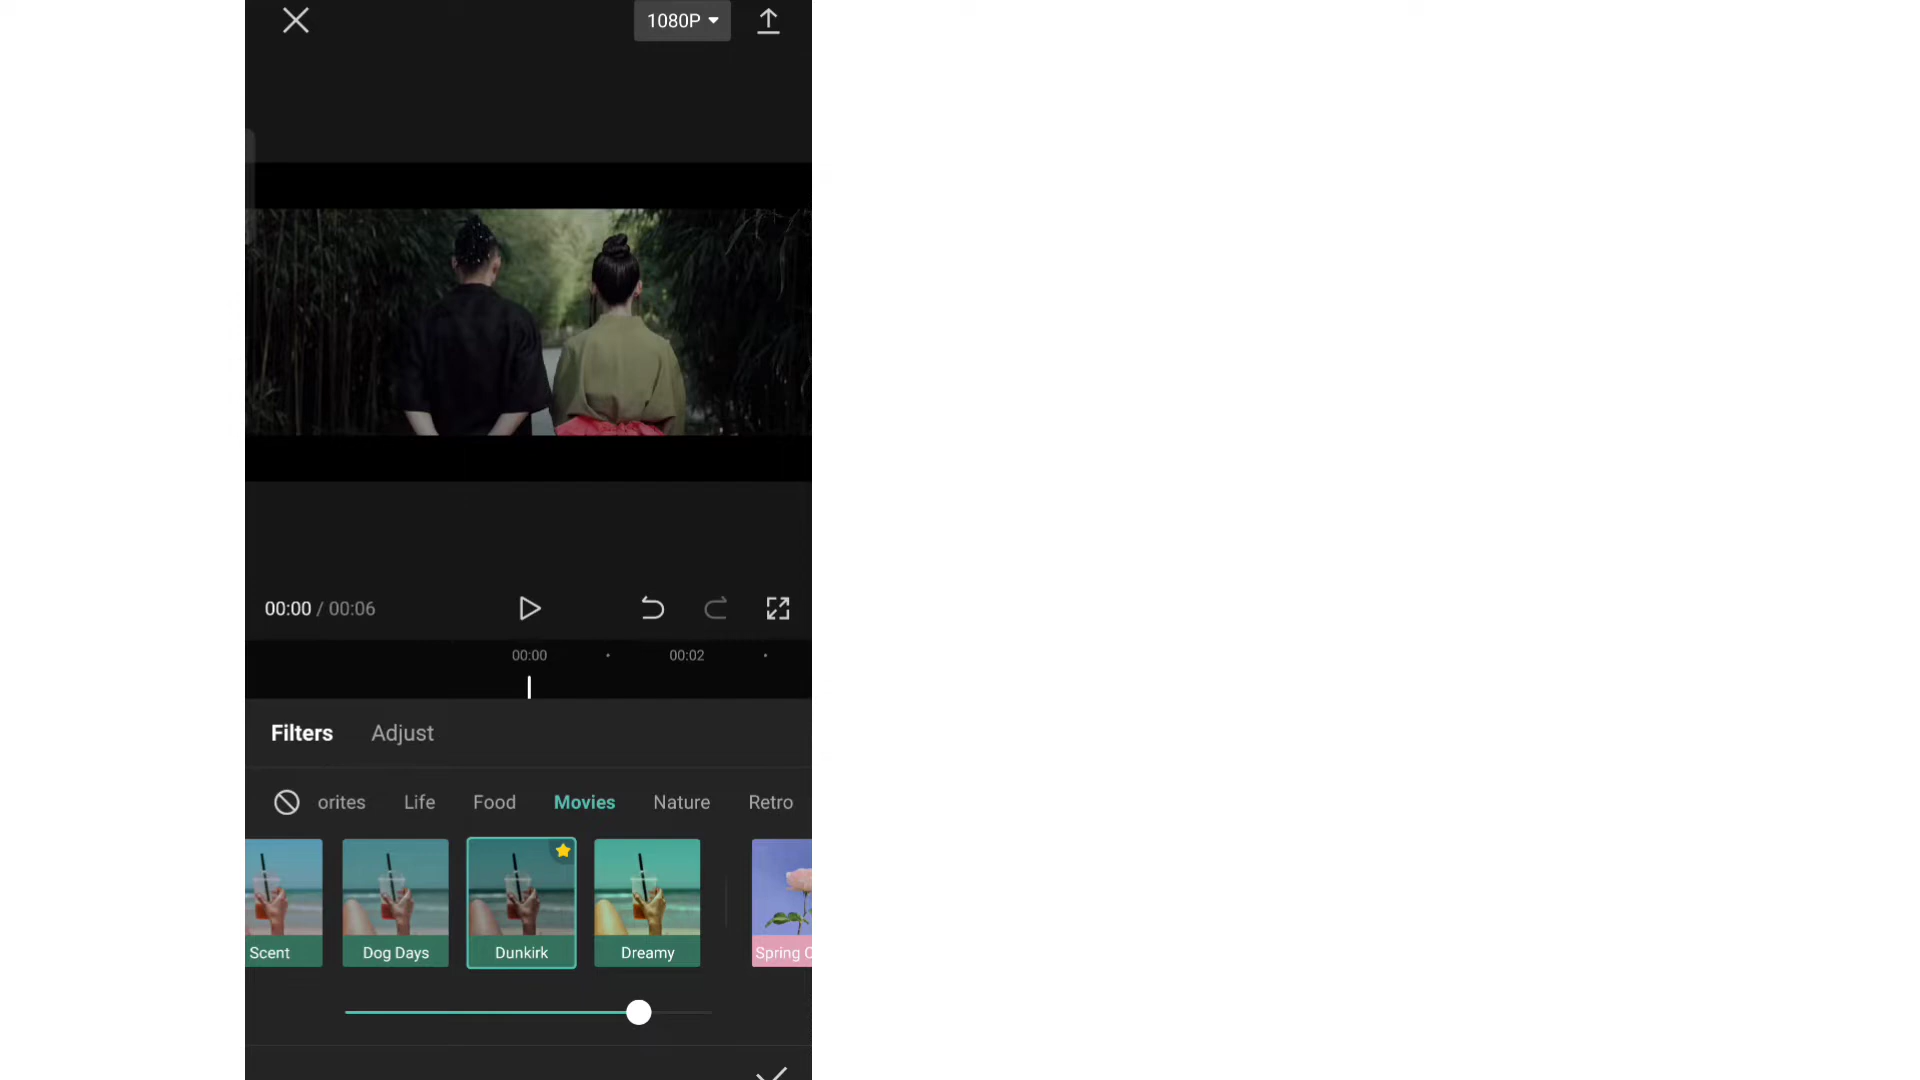 1080P
00:00 / 00:06
00:00 00:02
Filters Adjust
orites Life Food Movies Nature Retro
Scent Dog Days Dunkirk Dreamy Spring C